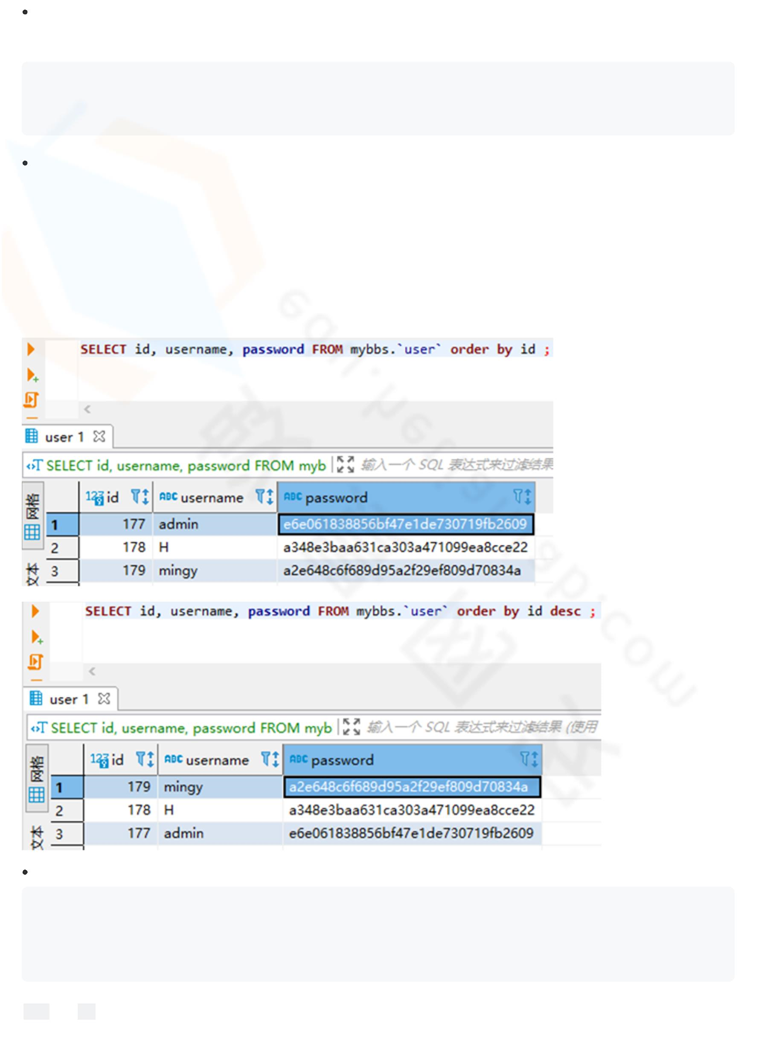 SELECT id, username, password FROM mybbs.`user` order by id ;
user 1
SELECT id, username, password FROM myb 输入一个 SQL 表达式来过滤结果
网格
文本
123 id ABC username ABC password
1 177 admin e6e061838856bf47e1de730719fb2609
2 178 H a348e3baa631ca303a471099ea8cce22
3 179 mingy a2e648c6f689d95a2f29ef809d70834a
SELECT id, username, password FROM mybbs.`user` order by id desc ;
user 1
SELECT id, username, password FROM myb 输入一个 SQL 表达式来过滤结果 (使用
网格
文本
123 id ABC username ABC password
1 179 mingy a2e648c6f689d95a2f29ef809d70834a
2 178 H a348e3baa631ca303a471099ea8cce22
3 177 admin e6e061838856bf47e1de730719fb2609